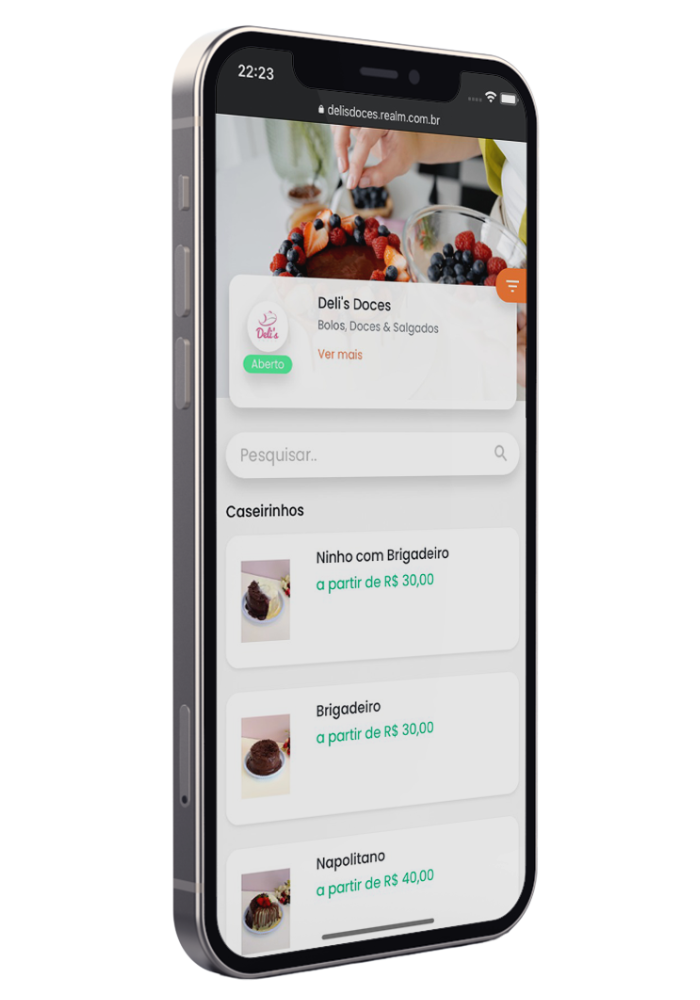 22:23
delisdoces.realm.com.br
Deli's Doces
Bolos, Doces & Salgados
Ver mais
Deli's
Aberto
Pesquisar..
Caseirinhos
Ninho com Brigadeiro
a partir de R$ 30,00
Brigadeiro
a partir de R$ 30,00
Napolitano
a partir de R$ 40,00